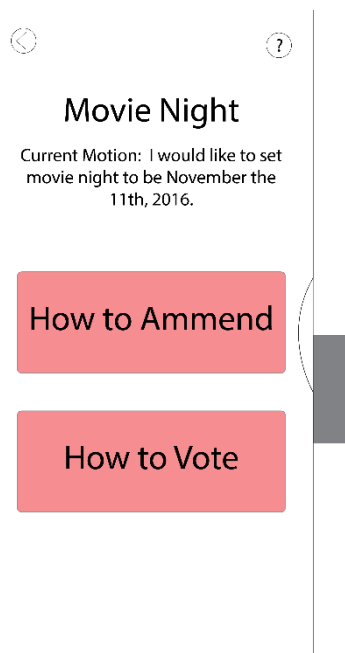 ?
Movie Night
Current Motion:  I would like to set
movie night to be November the
11th, 2016.
How to Ammend
How to Vote